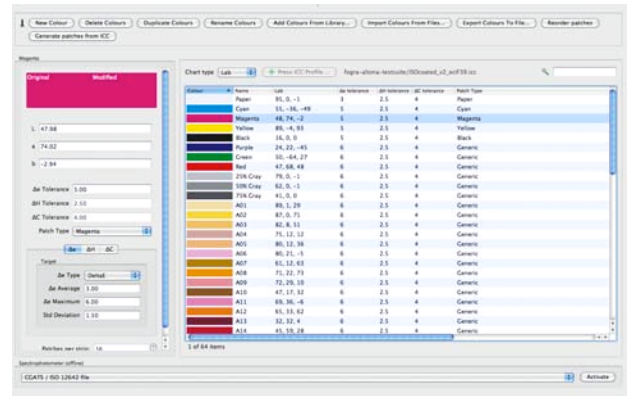 New Colour Delete Colours Duplicate Colours Rename Colours Add Colours From Library... Import Colours From Files... Export Colours To File... Reorder patches
Generate patches from ICC
Magenta
Original Modified
L 47.98
a 74.02
b -2.94
Δe Tolerance 5.00
ΔH Tolerance 2.50
ΔC Tolerance 4.00
Patch Type Magenta
Δe ΔH ΔC
Target
Δe Type DeltaE
Δe Average 3.00
Δe Maximum 6.00
Std Deviation 1.50
Patches per strip: 16
Chart type Lab Press ICC Profile... fogra-altona-testsuite/ISOcoated_v2_eciF39.icc
Colour Name Lab Δe tolerance ΔH tolerance ΔC tolerance Patch Type
Paper 95, 0, -1 3 2.5 4 Paper
Cyan 55, -36, -49 5 2.5 4 Cyan
Magenta 48, 74, -2 5 2.5 4 Magenta
Yellow 89, -4, 93 5 2.5 4 Yellow
Black 16, 0, 0 5 2.5 4 Black
Purple 24, 22, -45 6 2.5 4 Generic
Green 50, -64, 27 6 2.5 4 Generic
Red 47, 68, 48 6 2.5 4 Generic
25% Gray 79, 0, -1 6 2.5 4 Generic
50% Gray 62, 0, -1 6 2.5 4 Generic
75% Gray 41, 0, 0 6 2.5 4 Generic
A01 89, 1, 29 6 2.5 4 Generic
A02 87, 0, 71 6 2.5 4 Generic
A03 82, 8, 51 6 2.5 4 Generic
A04 71, 12, 12 6 2.5 4 Generic
A05 80, 12, 36 6 2.5 4 Generic
A06 80, 21, -5 6 2.5 4 Generic
A07 61, 12, 63 6 2.5 4 Generic
A08 71, 22, 73 6 2.5 4 Generic
A09 72, 29, 10 6 2.5 4 Generic
A10 47, 17, 32 6 2.5 4 Generic
A11 69, 36, -6 6 2.5 4 Generic
A12 65, 33, 62 6 2.5 4 Generic
A13 32, 32, 4 6 2.5 4 Generic
A14 45, 59, 28 6 2.5 4 Generic
1 of 64 items
Spectrophotometer (offline)
CGATS / ISO 12642 file Activate